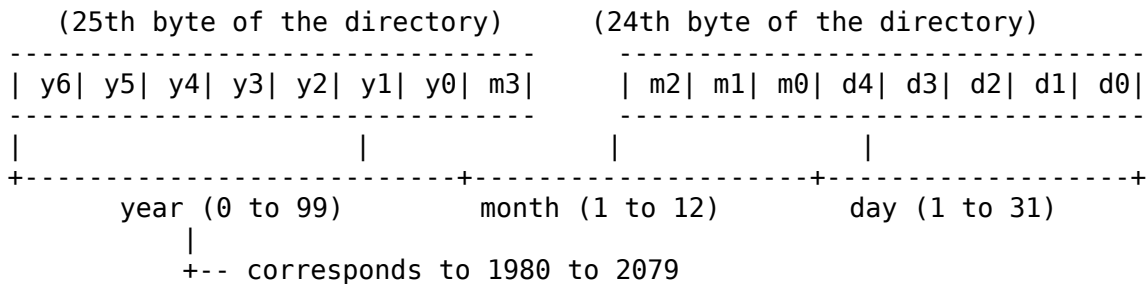 (25th byte of the directory)      (24th byte of the directory)
---------------------------------     ---------------------------------
| y6| y5| y4| y3| y2| y1| y0| m3|     | m2| m1| m0| d4| d3| d2| d1| d0|
---------------------------------     ---------------------------------
|                     |               |               |
+---------------------------+---------------------+-------------------+
year (0 to 99)         month (1 to 12)         day (1 to 31)
|
+-- corresponds to 1980 to 2079